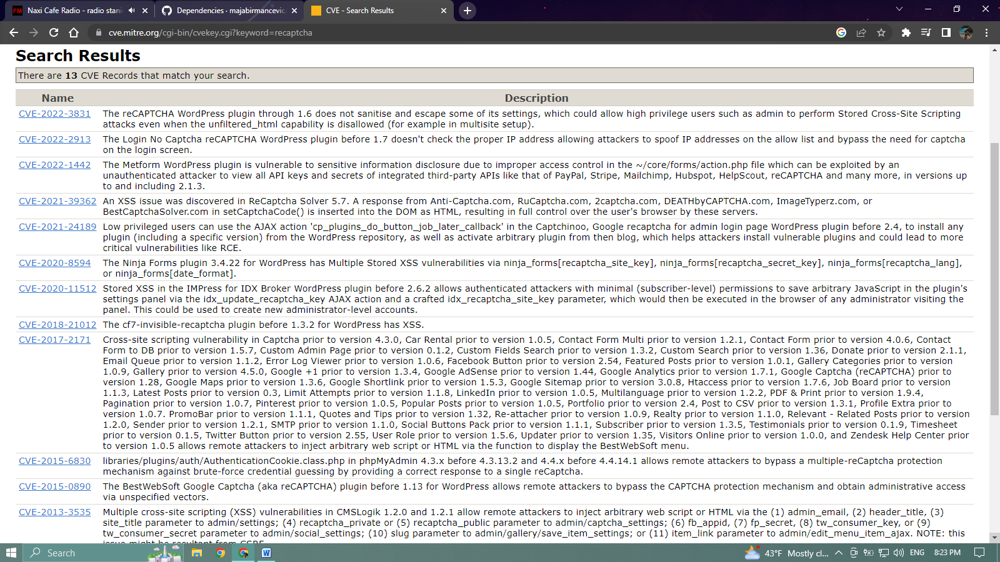 Naxi Cafe Radio - radio stani
Dependencies · majabirmancevic
CVE - Search Results
cve.mitre.org/cgi-bin/cvekey.cgi?keyword=recaptcha
Search Results
There are 13 CVE Records that match your search.
Name Description
CVE-2022-3831 The reCAPTCHA WordPress plugin through 1.6 does not sanitise and escape some of its settings, which could allow high privilege users such as admin to perform Stored Cross-Site Scripting
attacks even when the unfiltered_html capability is disallowed (for example in multisite setup).
CVE-2022-2913 The Login No Captcha reCAPTCHA WordPress plugin before 1.7 doesn't check the proper IP address allowing attackers to spoof IP addresses on the allow list and bypass the need for captcha
on the login screen.
CVE-2022-1442 The Metform WordPress plugin is vulnerable to sensitive information disclosure due to improper access control in the ~/core/forms/action.php file which can be exploited by an
unauthenticated attacker to view all API keys and secrets of integrated third-party APIs like that of PayPal, Stripe, Mailchimp, Hubspot, HelpScout, reCAPTCHA and many more, in versions up
to and including 2.1.3.
CVE-2021-39362 An XSS issue was discovered in ReCaptcha Solver 5.7. A response from Anti-Captcha.com, RuCaptcha.com, 2captcha.com, DEATHbyCAPTCHA.com, ImageTyperz.com, or
BestCaptchaSolver.com in setCaptchaCode() is inserted into the DOM as HTML, resulting in full control over the user's browser by these servers.
CVE-2021-24189 Low privileged users can use the AJAX action 'cp_plugins_do_button_job_later_callback' in the Captchinoo, Google recaptcha for admin login page WordPress plugin before 2.4, to install any
plugin (including a specific version) from the WordPress repository, as well as activate arbitrary plugin from then blog, which helps attackers install vulnerable plugins and could lead to more
critical vulnerabilities like RCE.
CVE-2020-8594 The Ninja Forms plugin 3.4.22 for WordPress has Multiple Stored XSS vulnerabilities via ninja_forms[recaptcha_site_key], ninja_forms[recaptcha_secret_key], ninja_forms[recaptcha_lang],
or ninja_forms[date_format].
CVE-2020-11512 Stored XSS in the IMPress for IDX Broker WordPress plugin before 2.6.2 allows authenticated attackers with minimal (subscriber-level) permissions to save arbitrary JavaScript in the plugin's
settings panel via the idx_update_recaptcha_key AJAX action and a crafted idx_recaptcha_site_key parameter, which would then be executed in the browser of any administrator visiting the
panel. This could be used to create new administrator-level accounts.
CVE-2018-21012 The cf7-invisible-recaptcha plugin before 1.3.2 for WordPress has XSS.
CVE-2017-2171 Cross-site scripting vulnerability in Captcha prior to version 4.3.0, Car Rental prior to version 1.0.5, Contact Form Multi prior to version 1.2.1, Contact Form prior to version 4.0.6, Contact
Form to DB prior to version 1.5.7, Custom Admin Page prior to version 0.1.2, Custom Fields Search prior to version 1.3.2, Custom Search prior to version 1.36, Donate prior to version 2.1.1,
Email Queue prior to version 1.1.2, Error Log Viewer prior to version 1.0.6, Facebook Button prior to version 2.54, Featured Posts prior to version 1.0.1, Gallery Categories prior to version
1.0.9, Gallery prior to version 4.5.0, Google +1 prior to version 1.3.4, Google AdSense prior to version 1.44, Google Analytics prior to version 1.7.1, Google Captcha (reCAPTCHA) prior to
version 1.28, Google Maps prior to version 1.3.6, Google Shortlink prior to version 1.5.3, Google Sitemap prior to version 3.0.8, Htaccess prior to version 1.7.6, Job Board prior to version
1.1.3, Latest Posts prior to version 0.3, Limit Attempts prior to version 1.1.8, LinkedIn prior to version 1.0.5, Multilanguage prior to version 1.2.2, PDF & Print prior to version 1.9.4,
Pagination prior to version 1.0.7, Pinterest prior to version 1.0.5, Popular Posts prior to version 1.0.5, Portfolio prior to version 2.4, Post to CSV prior to version 1.3.1, Profile Extra prior to
version 1.0.7. PromoBar prior to version 1.1.1, Quotes and Tips prior to version 1.32, Re-attacher prior to version 1.0.9, Realty prior to version 1.1.0, Relevant - Related Posts prior to version
1.2.0, Sender prior to version 1.2.1, SMTP prior to version 1.1.0, Social Buttons Pack prior to version 1.1.1, Subscriber prior to version 1.3.5, Testimonials prior to version 0.1.9, Timesheet
prior to version 0.1.5, Twitter Button prior to version 2.55, User Role prior to version 1.5.6, Updater prior to version 1.35, Visitors Online prior to version 1.0.0, and Zendesk Help Center prior
to version 1.0.5 allows remote attackers to inject arbitrary web script or HTML via the function to display the BestWebSoft menu.
CVE-2015-6830 libraries/plugins/auth/AuthenticationCookie.class.php in phpMyAdmin 4.3.x before 4.3.13.2 and 4.4.x before 4.4.14.1 allows remote attackers to bypass a multiple-reCaptcha protection
mechanism against brute-force credential guessing by providing a correct response to a single reCaptcha.
CVE-2015-0890 The BestWebSoft Google Captcha (aka reCAPTCHA) plugin before 1.13 for WordPress allows remote attackers to bypass the CAPTCHA protection mechanism and obtain administrative access
via unspecified vectors.
CVE-2013-3535 Multiple cross-site scripting (XSS) vulnerabilities in CMSLogik 1.2.0 and 1.2.1 allow remote attackers to inject arbitrary web script or HTML via the (1) admin_email, (2) header_title, (3)
site_title parameter to admin/settings; (4) recaptcha_private or (5) recaptcha_public parameter to admin/captcha_settings; (6) fb_appid, (7) fp_secret, (8) tw_consumer_key, or (9)
tw_consumer_secret parameter to admin/social_settings; (10) slug parameter to admin/gallery/save_item_settings; or (11) item_link parameter to admin/edit_menu_item_ajax. NOTE: this
issue might be resultant from CSRF.
Search
43°F Mostly cl... ENG 8:23 PM